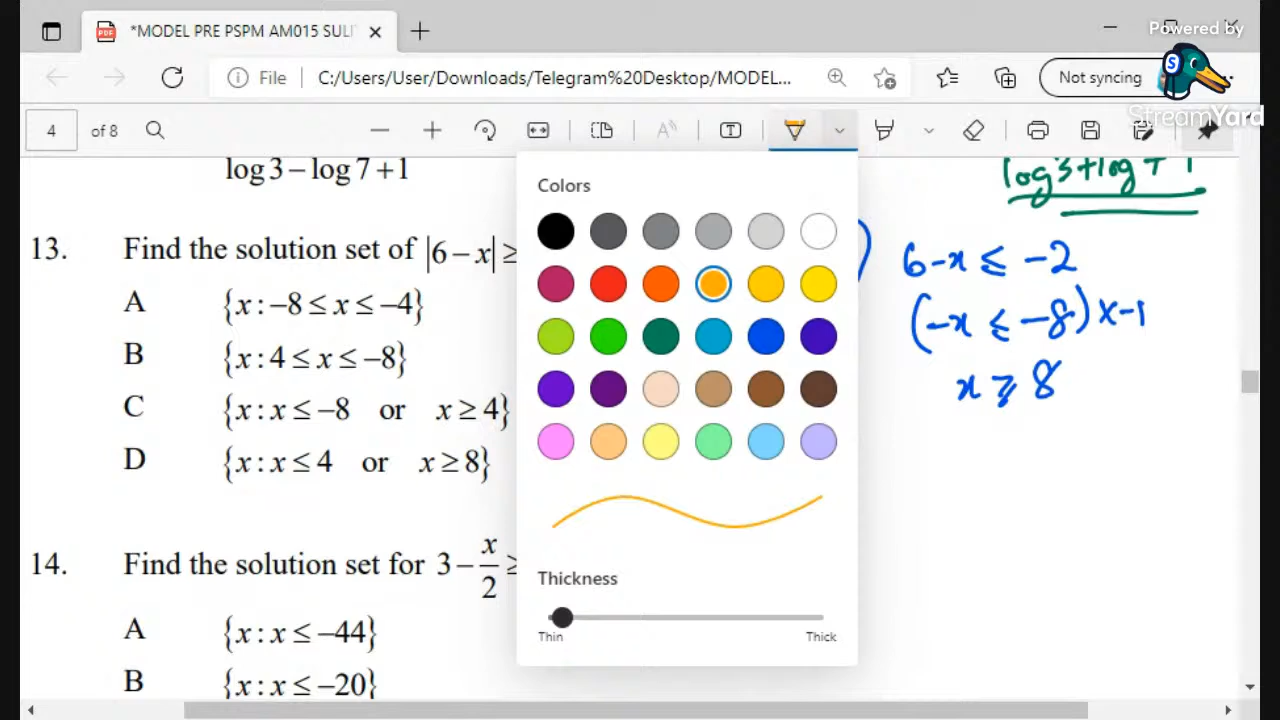 *MODEL PRE PSPM AM015 SULI
Powered by
StreamYard
File
C:/Users/User/Downloads/Telegram%20Desktop/MODEL...
Not syncing
4 of 8
log 3 − log 7 + 1
log 3 + log 7 1
Colors
13. Find the solution set of |6 − x| ≥
A {x : −8 ≤ x ≤ −4}
B {x : 4 ≤ x ≤ −8}
C {x : x ≤ −8 or x ≥ 4}
D {x : x ≤ 4 or x ≥ 8}
) 6 − x ≤ −2
(−x ≤ −8) × −1
x ≥ 8
14. Find the solution set for 3 − x/2 ≥
A {x : x ≤ −44}
B {x : x ≤ −20}
Thickness
Thin Thick